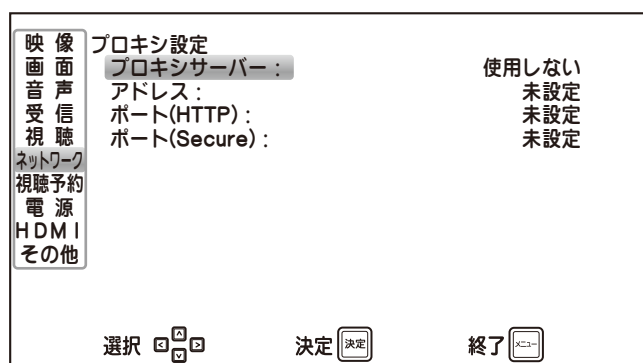 映 像
画 面
音 声
受 信
視 聴
ネットワーク
視聴予約
電 源
HDMI
その他
プロキシ設定
プロキシサーバー : 使用しない
アドレス : 未設定
ポート(HTTP) : 未設定
ポート(Secure) : 未設定
選択 決定 決定 終了 メニュー